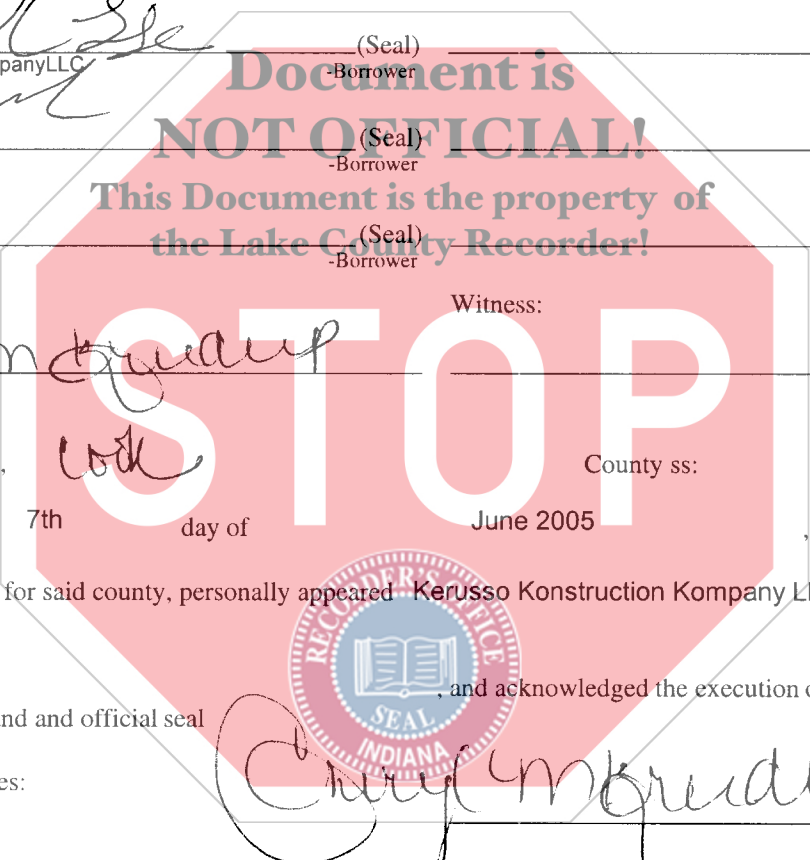 (Seal)
panyLLC
-Borrower
Document is
NOT OFFICIAL!
(Seal)
-Borrower
This Document is the property of
the Lake County Recorder!
(Seal)
-Borrower
Witness:
STOP
, Cook County ss:
7th day of June 2005 ,
for said county, personally appeared Kerusso Konstruction Kompany L
RECORDER'S OFFICE
SEAL
INDIANA
, and acknowledged the execution o
nd and official seal
es:
Cheryl